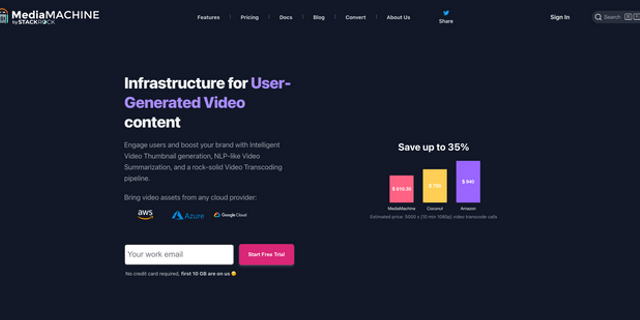 MediaMACHINE
by STACKROCK
Features
Pricing
Docs
Blog
Convert
About Us
Share
Sign In
Search
Infrastructure for User-
Generated Video
content
Engage users and boost your brand with Intelligent
Video Thumbnail generation, NLP-like Video
Summarization, and a rock-solid Video Transcoding
pipeline.
Bring video assets from any cloud provider:
aws
Azure
Google Cloud
Your work email
Start Free Trial
No credit card required, first 10 GB are on us
Save up to 35%
$ 940
MediaMachine
Coconut
Amazon
Estimated price: 5000 x (10 min 1080p) video transcode calls